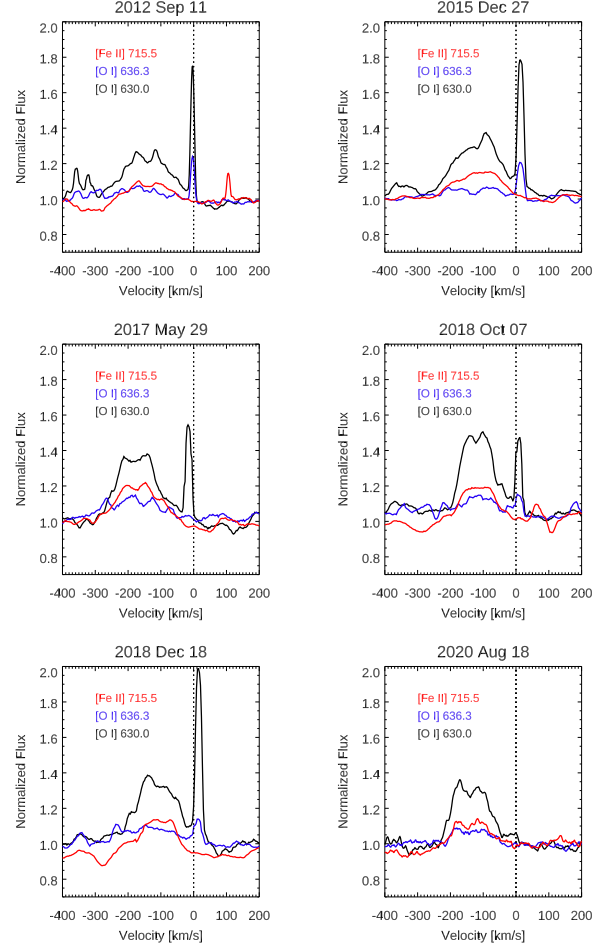 2012 Sep 11
2.0
1.8
1.6
1.4
1.2
1.0
0.8
Normalized Flux
[Fe II] 715.5
[O I] 636.3
[O I] 630.0
-400 -300 -200 -100 0 100 200
Velocity [km/s]
2015 Dec 27
2.0
1.8
1.6
1.4
1.2
1.0
0.8
Normalized Flux
[Fe II] 715.5
[O I] 636.3
[O I] 630.0
-400 -300 -200 -100 0 100 200
Velocity [km/s]
2017 May 29
2.0
1.8
1.6
1.4
1.2
1.0
0.8
Normalized Flux
[Fe II] 715.5
[O I] 636.3
[O I] 630.0
-400 -300 -200 -100 0 100 200
Velocity [km/s]
2018 Oct 07
2.0
1.8
1.6
1.4
1.2
1.0
0.8
Normalized Flux
[Fe II] 715.5
[O I] 636.3
[O I] 630.0
-400 -300 -200 -100 0 100 200
Velocity [km/s]
2018 Dec 18
2.0
1.8
1.6
1.4
1.2
1.0
0.8
Normalized Flux
[Fe II] 715.5
[O I] 636.3
[O I] 630.0
-400 -300 -200 -100 0 100 200
Velocity [km/s]
2020 Aug 18
2.0
1.8
1.6
1.4
1.2
1.0
0.8
Normalized Flux
[Fe II] 715.5
[O I] 636.3
[O I] 630.0
-400 -300 -200 -100 0 100 200
Velocity [km/s]